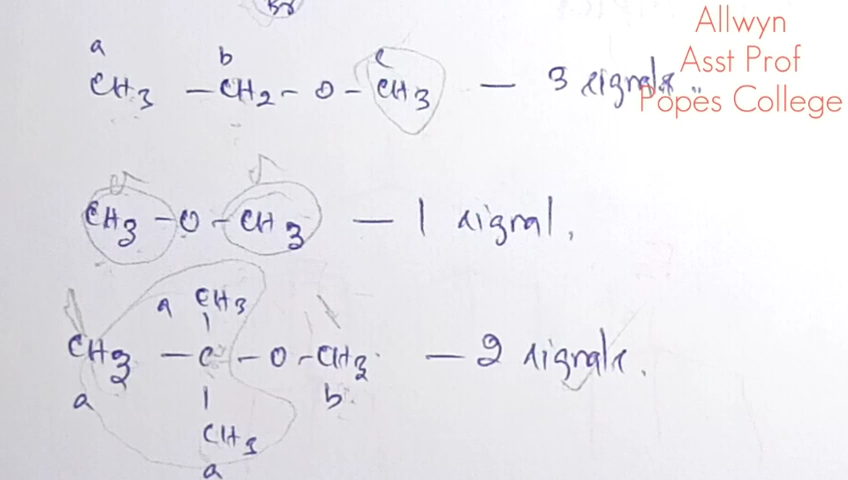 Br
Allwyn
Asst Prof
Popes College
a b c
CH3 — CH2 - O - CH3 — 3 signals.
CH3 - O - CH3 — 1 signal.
a CH3
CH3 — C - O - CH3 — 2 signals.
a b
CH3
a